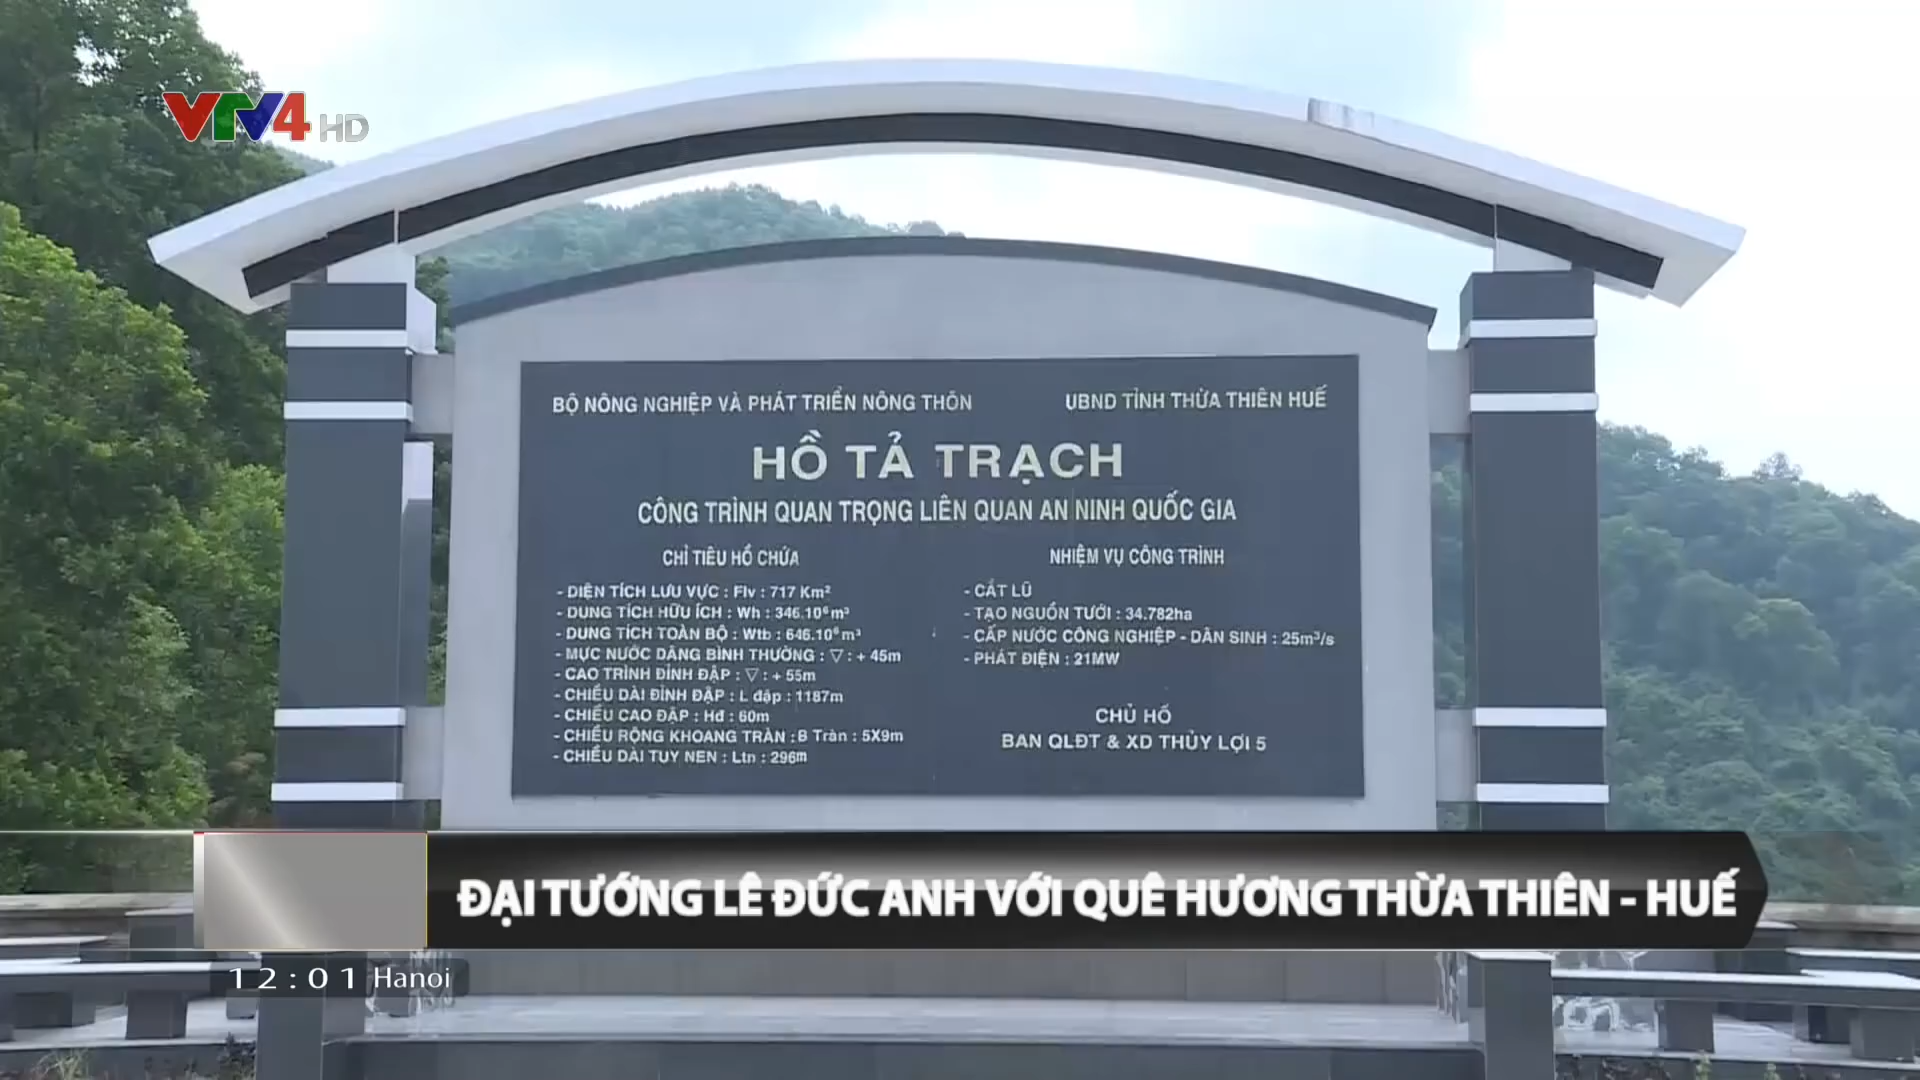 VTV4 HD
BỘ NÔNG NGHIỆP VÀ PHÁT TRIỂN NÔNG THÔN
UBND TỈNH THỪA THIÊN HUẾ
HỒ TẢ TRẠCH
CÔNG TRÌNH QUAN TRỌNG LIÊN QUAN AN NINH QUỐC GIA
CHỈ TIÊU HỒ CHỨA
- DIỆN TÍCH LƯU VỰC : Flv : 717 Km²
- DUNG TÍCH HỮU ÍCH : Wh : 346.10⁶m³
- DUNG TÍCH TOÀN BỘ : Wtb : 646.10⁶m³
- MỰC NƯỚC DÂNG BÌNH THƯỜNG : ▽ : + 45m
- CAO TRÌNH ĐỈNH ĐẬP : ▽ : + 55m
- CHIỀU DÀI ĐỈNH ĐẬP : L đập : 1187m
- CHIỀU CAO ĐẬP : Hđ : 60m
- CHIỀU RỘNG KHOANG TRÀN : B Tràn : 5X9m
- CHIỀU DÀI TUY NEN : Ltn : 296m
NHIỆM VỤ CÔNG TRÌNH
- CẮT LŨ
- TẠO NGUỒN TƯỚI : 34.782ha
- CẤP NƯỚC CÔNG NGHIỆP - DÂN SINH : 25m³/s
- PHÁT ĐIỆN : 21MW
CHỦ HỒ
BAN QLĐT & XD THỦY LỢI 5
ĐẠI TƯỚNG LÊ ĐỨC ANH VỚI QUÊ HƯƠNG THỪA THIÊN - HUẾ
12:01 Hanoi